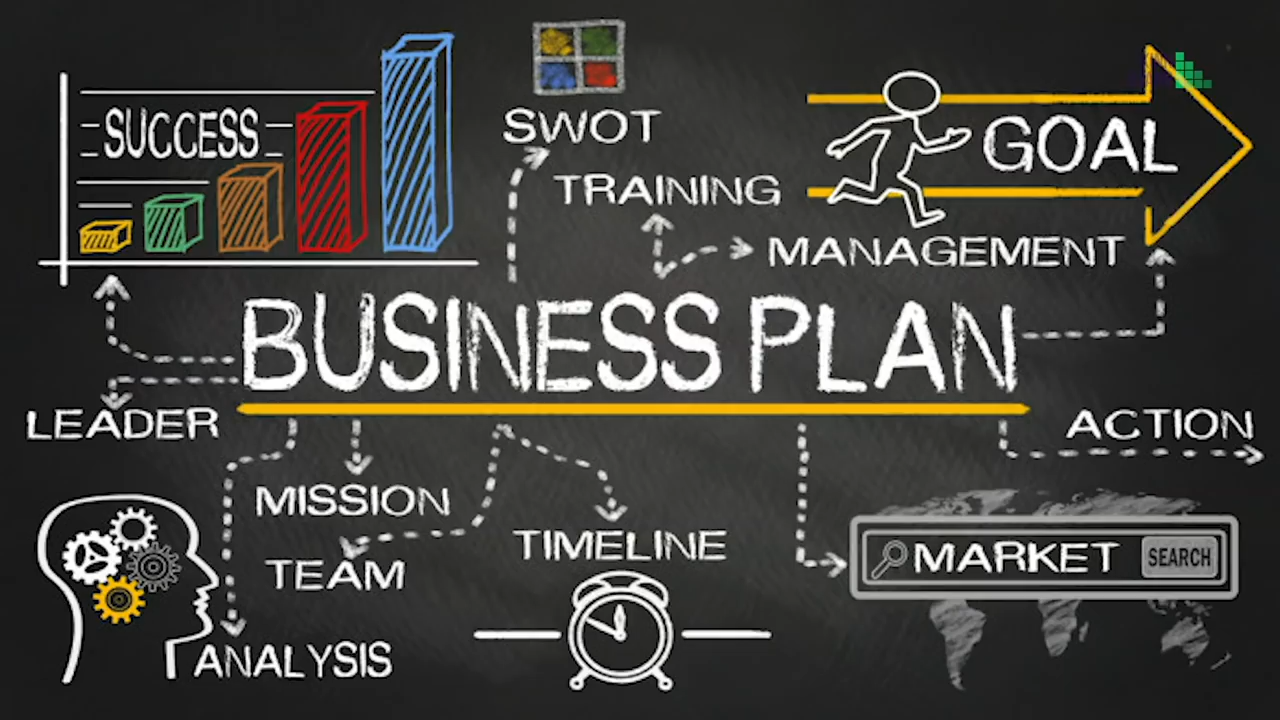 SUCCESS
SWOT
TRAINING
GOAL
MANAGEMENT
BUSINESS PLAN
LEADER
ACTION
MISSION
TEAM
TIMELINE
MARKET SEARCH
ANALYSIS